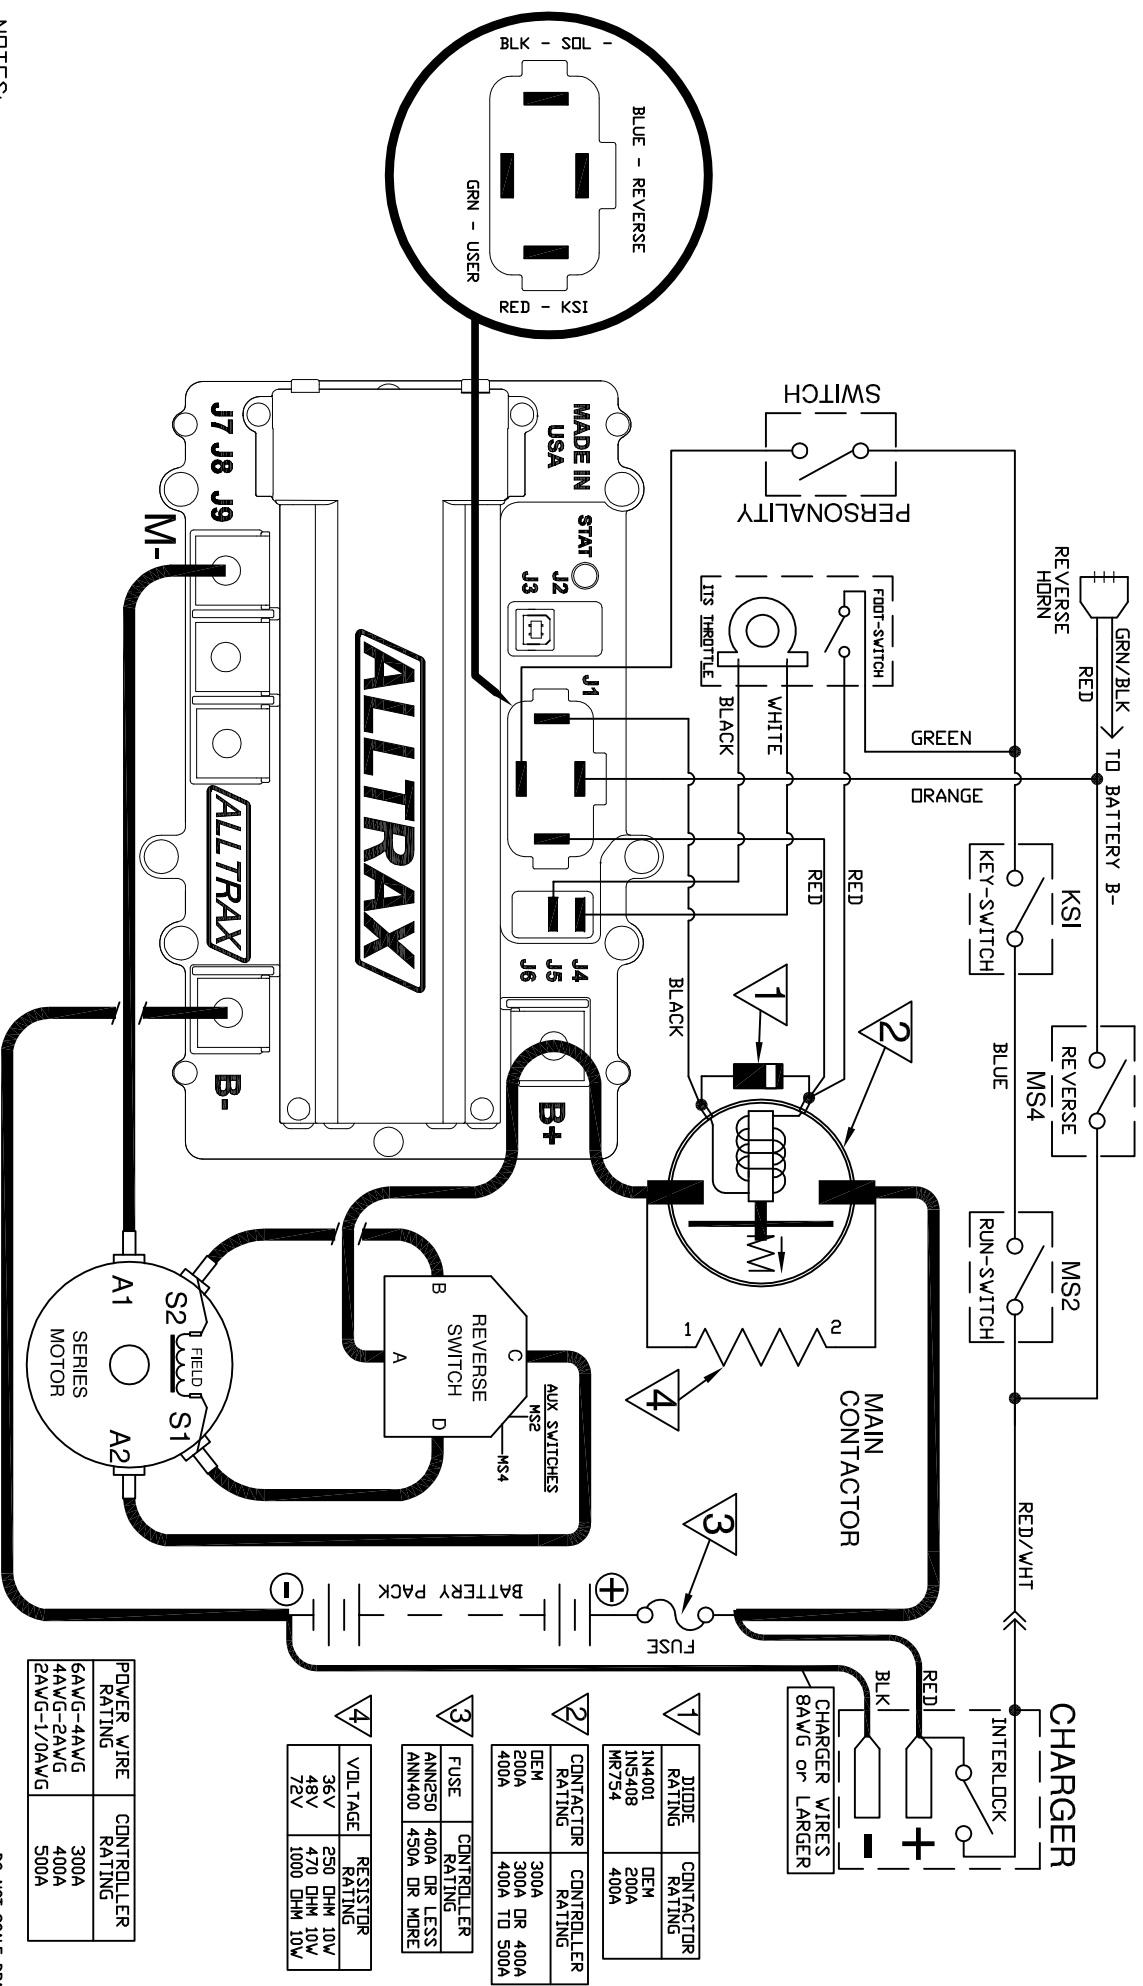 NOTES:
BLK - SOL -
BLUE - REVERSE
GRN - USER
RED - KSI
PERSONALITY
SWITCH
REVERSE
HORN
GRN/BLK
RED
TO BATTERY B-
FOOT-SWITCH
ITS THROTTLE
GREEN
ORANGE
WHITE
BLACK
KSI
KEY-SWITCH
BLUE
REVERSE
MS4
MS2
RUN-SWITCH
RED/WHT
RED
RED
BLACK
MADE IN
USA
STAT
J1
J2
J3
J4
J5
J6
J7 J8 J9
M-
B-
B+
ALLTRAX
ALLTRAX
1
2
MAIN
CONTACTOR
1
2
4
3
REVERSE
SWITCH
A
B
C
D
AUX SWITCHES
MS2
MS4
SERIES
MOTOR
A1
A2
S1
S2
FIELD
BATTERY PACK
+
-
FUSE
CHARGER
INTERLOCK
RED
BLK
+
-
CHARGER WIRES
8AWG or LARGER
1
DIODE RATING CONTACTOR RATING
1N4001 OEM
1N5408 200A
MR754 400A
2
CONTACTOR RATING CONTROLLER RATING
OEM 300A
200A 300A OR 400A
400A 400A TO 500A
3
FUSE CONTROLLER RATING
ANN250 400A OR LESS
ANN400 450A OR MORE
4
VOLTAGE RESISTOR RATING
36V 250 OHM 10W
48V 470 OHM 10W
72V 1000 OHM 10W
POWER WIRE RATING CONTROLLER RATING
6AWG-4AWG 300A
4AWG-2AWG 400A
2AWG-1/0AWG 500A
DO NOT SCALE